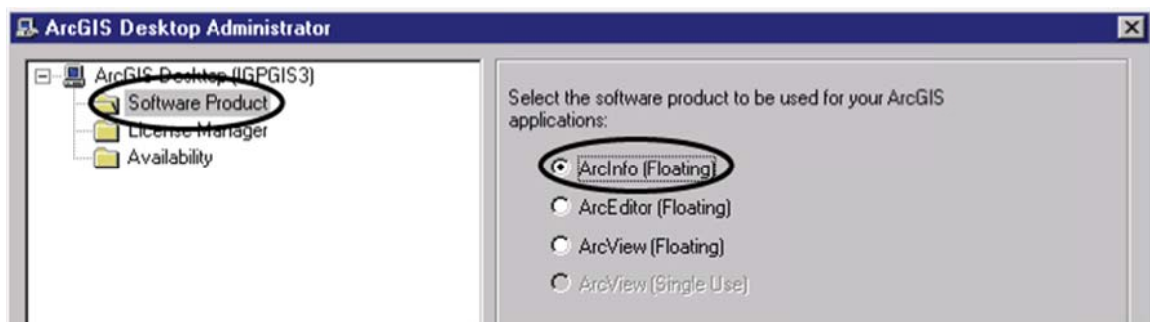 ArcGIS Desktop Administrator
ArcGIS Desktop (IGPGIS3)
Software Product
License Manager
Availability
Select the software product to be used for your ArcGIS
applications:
ArcInfo (Floating)
ArcEditor (Floating)
ArcView (Floating)
ArcView (Single Use)